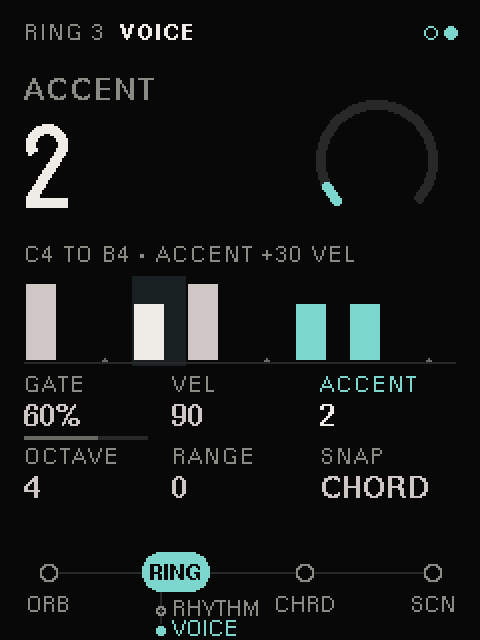 RING 3 VOICE
ACCENT
2
C4 TO B4 · ACCENT +30 VEL
GATE VEL ACCENT
60% 90 2
OCTAVE RANGE SNAP
4 0 CHORD
RING
ORB CHRD SCN
RHYTHM
VOICE